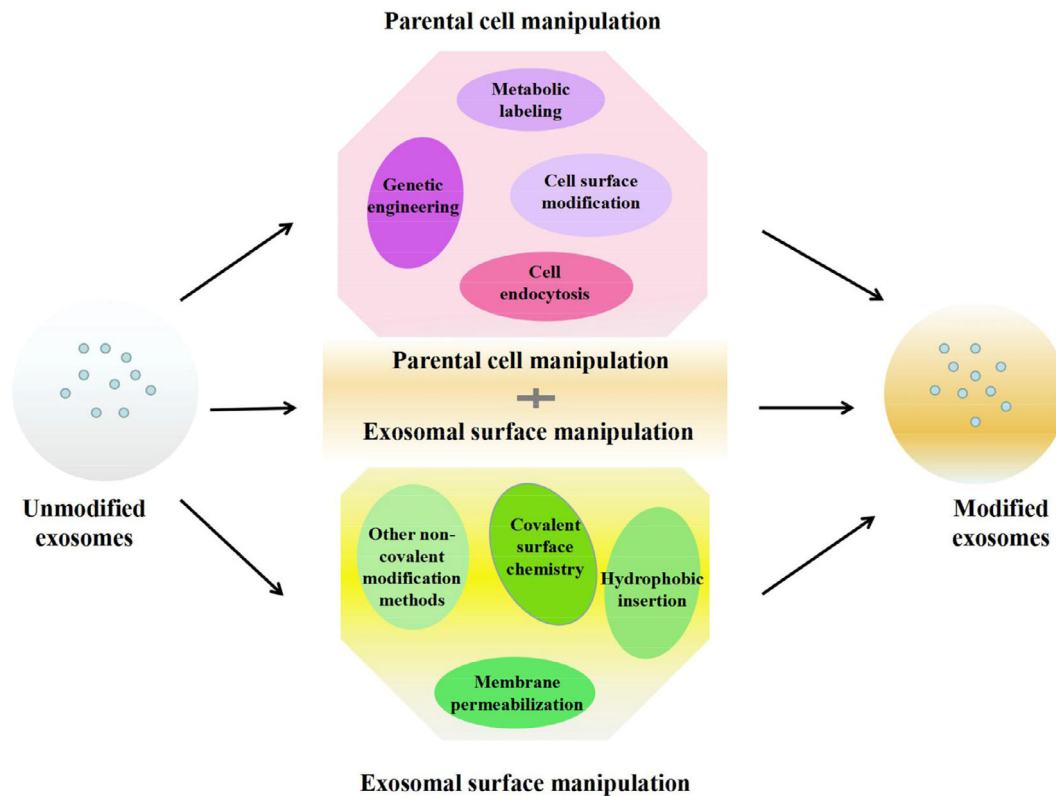 Parental cell manipulation
Metabolic
labeling
Genetic
engineering
Cell surface
modification
Cell
endocytosis
Parental cell manipulation
+
Exosomal surface manipulation
Unmodified
exosomes
Modified
exosomes
Other non-
covalent
modification
methods
Covalent
surface
chemistry
Hydrophobic
insertion
Membrane
permeabilization
Exosomal surface manipulation